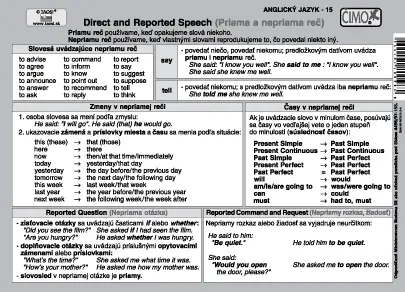 © TAOSI
www.taosi.sk
ANGLICKÝ JAZYK - 15
CIMOX
Direct and Reported Speech (Priama a nepriama reč)
Priamu reč používame, keď opakujeme slová niekoho.
Nepriamu reč používame, keď vlastnými slovami reprodukujeme to, čo povedal niekto iný.
Slovesá uvádzajúce nepriamu reč
to advise to command to report
to agree to inform to say
to argue to know to suggest
to announce to point out to suppose
to answer to recommend to tell
to ask to reply to think
say
- povedať niečo, povedať niekomu; predložkovým datívom uvádza
priamu i nepriamu reč.
She said: "I know you well". She said to me : "I know you well".
She said she knew me well.
tell
- povedať niekomu; s predložkovým datívom uvádza iba nepriamu reč:
She told me she knew me well.
Zmeny v nepriamej reči
1. osoba slovesa sa mení podľa zmyslu:
He said: "I will go". He said (that) he would go.
2. ukazovacie zámená a príslovky miesta a času sa menia podľa situácie:
this (these) → that (those)
here → there
now → then/at that time/immediately
today → yesterday/that day
yesterday → the day before/the previous day
tomorrow → the next day/the following day
this week → last week/that week
last year → the year before/the previous year
next week → the following week/the week after
Časy v nepriamej reči
Ak je uvádzacie slovo v minulom čase, posúvajú
sa časy vo vedľajšej vete o jeden stupeň
do minulosti (súslednosť časov):
Present Simple → Past Simple
Present Continuous → Past Continuous
Past Simple → Past Perfect
Present Perfect → Past Perfect
Past Perfect = Past Perfect
will → would
am/is/are going to → was/were going to
can → could
must → had to, must
Reported Question (Nepriama otázka)
- zisťovacie otázky sa uvádzajú časticami if alebo whether:
"Did you see the film?" She asked if I had seen the film.
"Are you hungry?" He asked whether I was hungry.
- doplňovacie otázky sa uvádzajú príslušnými opytovacími
zámenami alebo príslovkami:
"What's the time?" She asked me what time it was.
"How's your mother?" He asked me how my mother was.
- slovosled v nepriamej otázke je priamy.
Reported Command and Request (Nepriamy rozkaz, žiadosť)
Nepriamy rozkaz alebo žiadosť sa vyjadruje neurčitkom:
He said to him:
"Be quiet." He told him to be quiet.
She said:
"Would you open She asked me to open the door.
the door, please?"